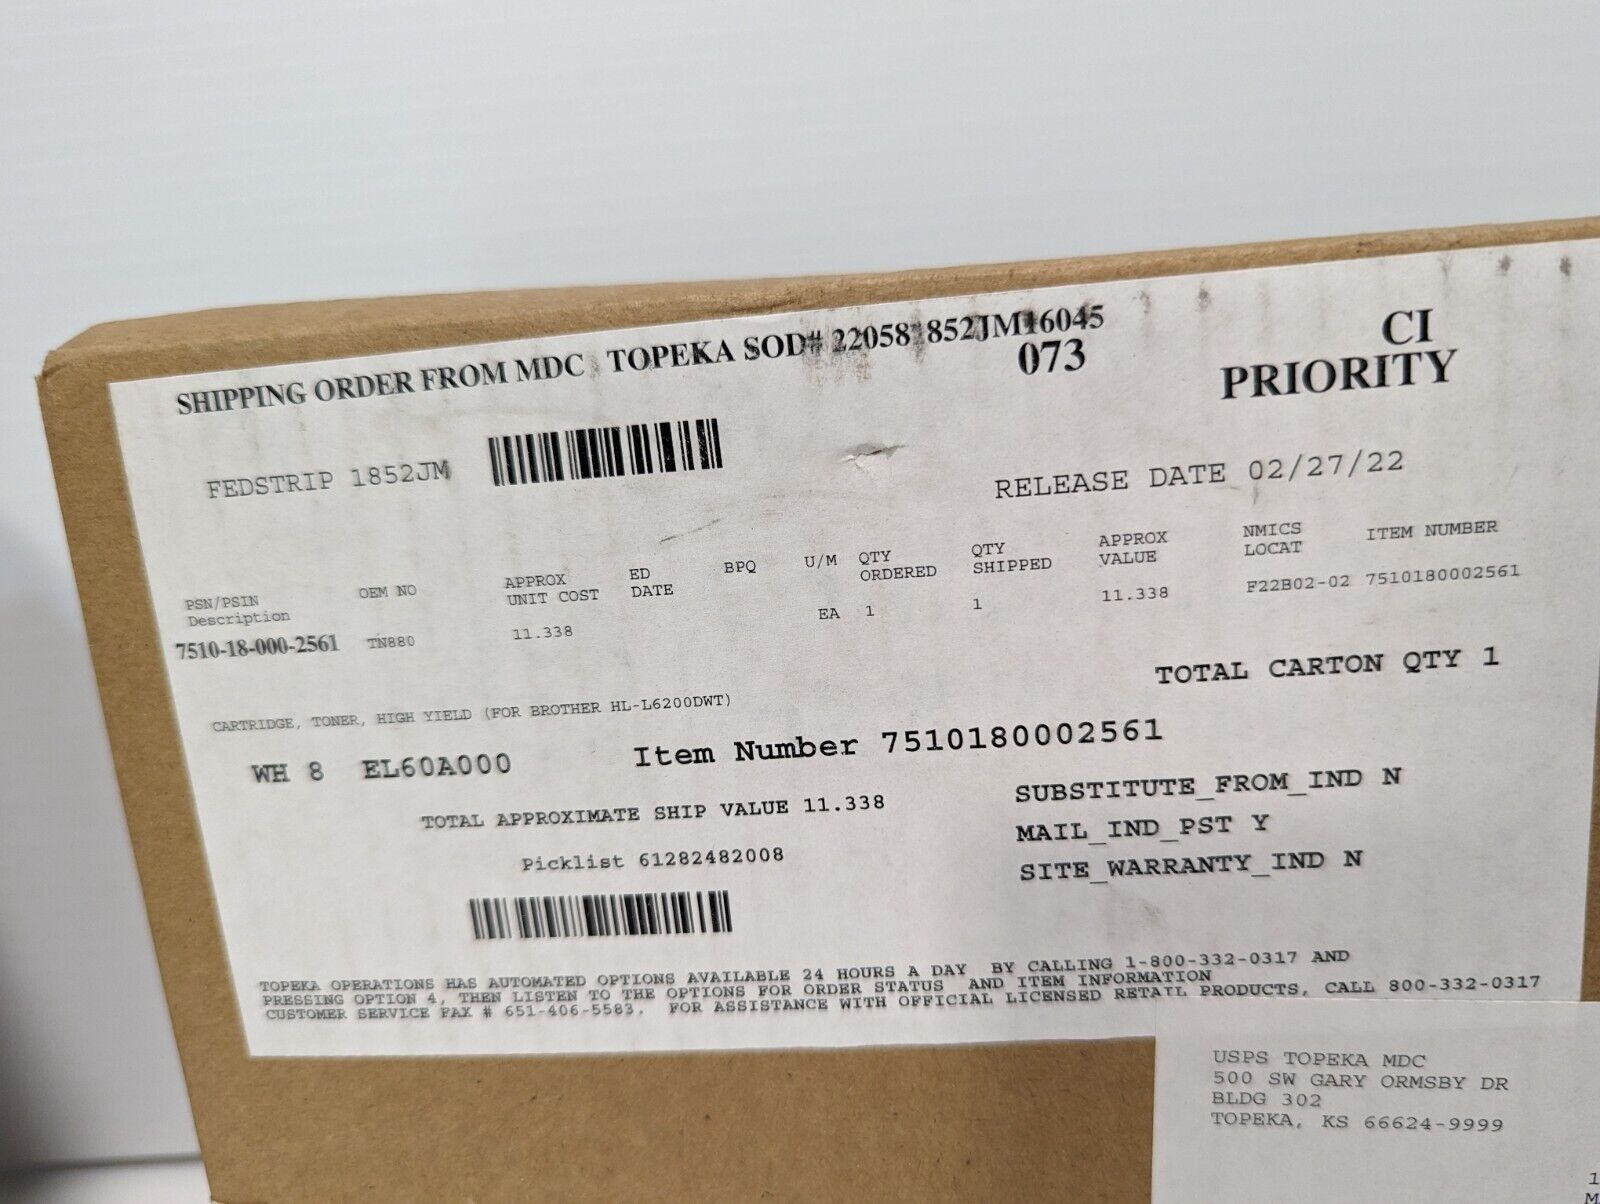 SHIPPING ORDER FROM MDC TOPEKA SOD# 220581852JM16045
073
CI
PRIORITY
FEDSTRIP 1852JM
RELEASE DATE 02/27/22
PSN/PSIN
Description
OEM NO
APPROX
UNIT COST
ED
DATE
BPQ
U/M
QTY
ORDERED
QTY
SHIPPED
APPROX
VALUE
NMICS
LOCAT
ITEM NUMBER
7510-18-000-2561 TN880 11.338 EA 1 1 11.338 F22B02-02 7510180002561
TOTAL CARTON QTY 1
CARTRIDGE, TONER, HIGH YIELD (FOR BROTHER HL-L6200DWT)
WH 8 EL60A000 Item Number 7510180002561
TOTAL APPROXIMATE SHIP VALUE 11.338
SUBSTITUTE_FROM_IND N
MAIL_IND_PST Y
SITE_WARRANTY_IND N
Picklist 61282482008
TOPEKA OPERATIONS HAS AUTOMATED OPTIONS AVAILABLE 24 HOURS A DAY BY CALLING 1-800-332-0317 AND
PRESSING OPTION 4, THEN LISTEN TO THE OPTIONS FOR ORDER STATUS AND ITEM INFORMATION
CUSTOMER SERVICE FAX # 651-406-5583. FOR ASSISTANCE WITH OFFICIAL LICENSED RETAIL PRODUCTS, CALL 800-332-0317
USPS TOPEKA MDC
500 SW GARY ORMSBY DR
BLDG 302
TOPEKA, KS 66624-9999